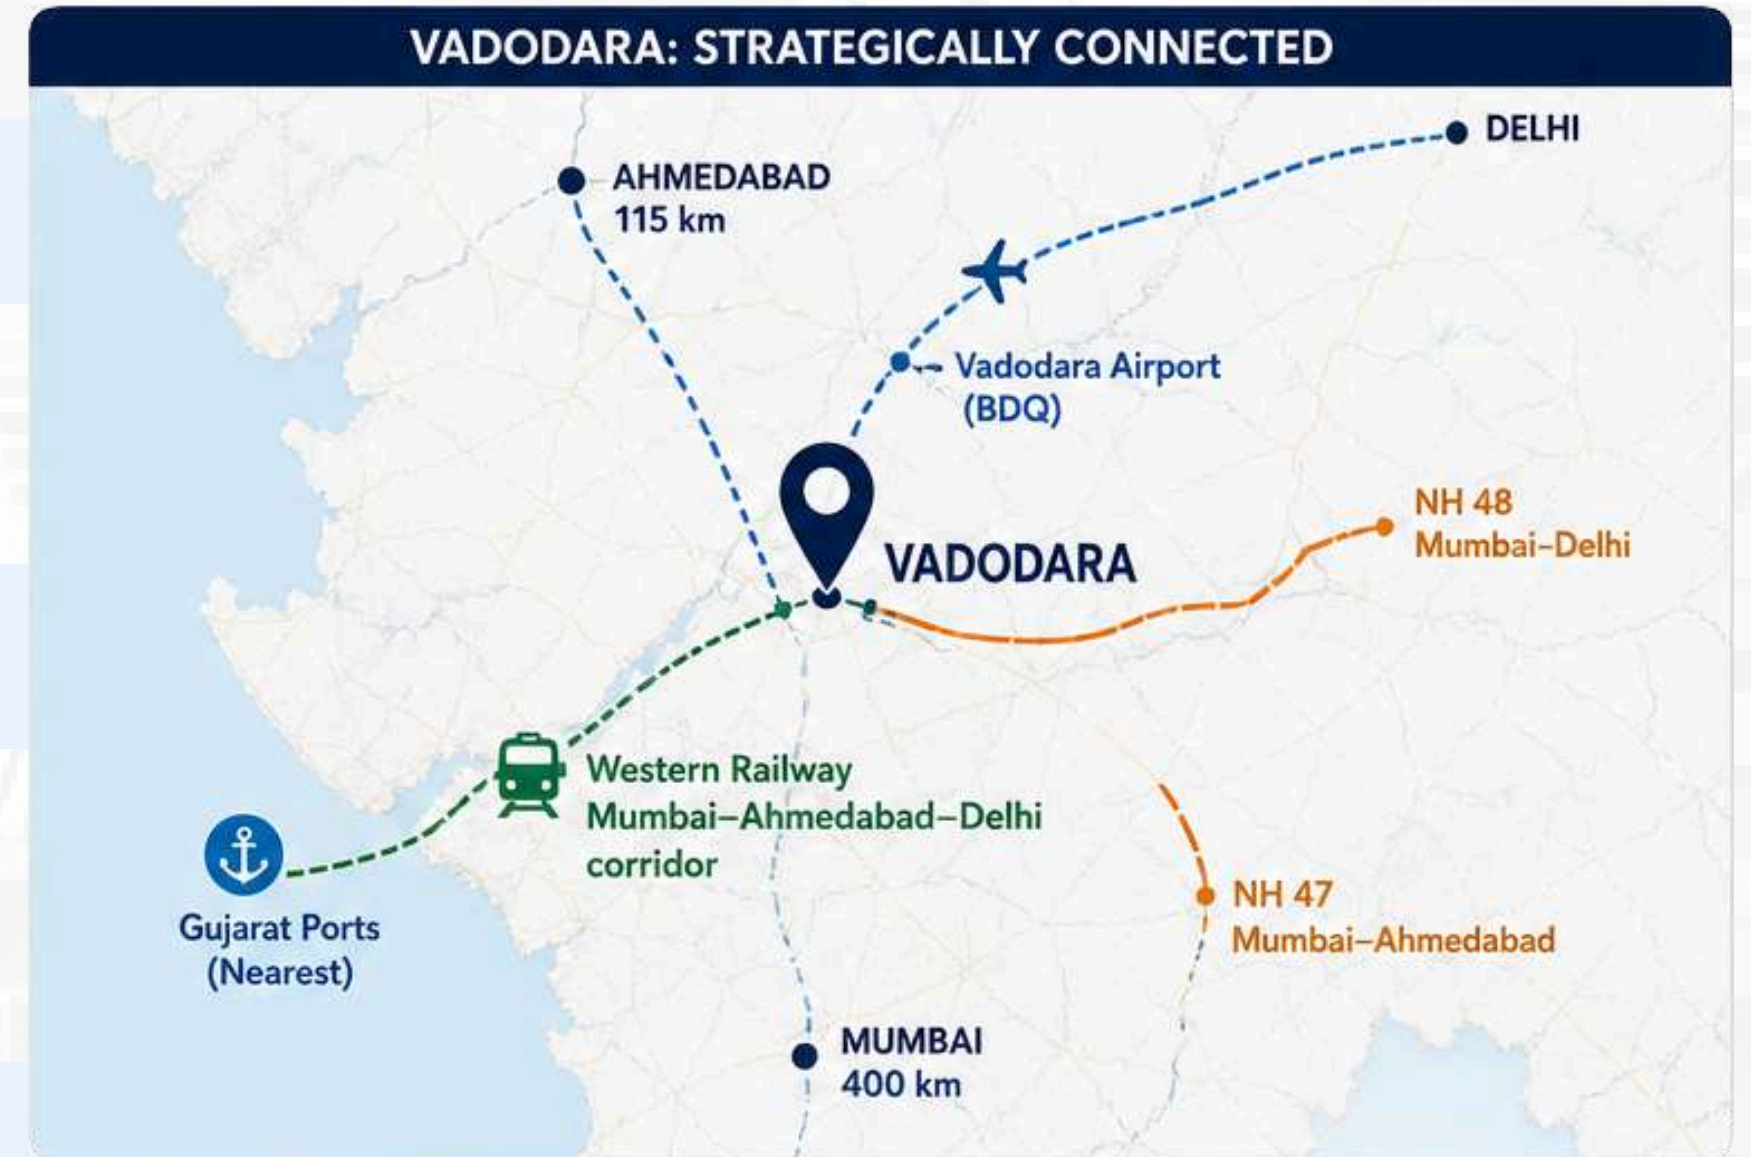 VADODARA: STRATEGICALLY CONNECTED
DELHI
AHMEDABAD
115 km
Vadodara Airport
(BDQ)
NH 48
Mumbai–Delhi
VADODARA
Western Railway
Mumbai–Ahmedabad–Delhi
corridor
Gujarat Ports
(Nearest)
NH 47
Mumbai–Ahmedabad
MUMBAI
400 km